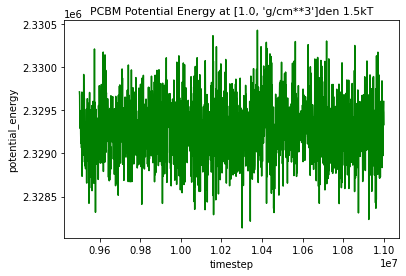 PCBM Potential Energy at [1.0, 'g/cm**3']den 1.5kT
1e6
2.3305
2.3300
2.3295
2.3290
2.3285
potential_energy
0.96 0.98 1.00 1.02 1.04 1.06 1.08 1.10
timestep
1e7